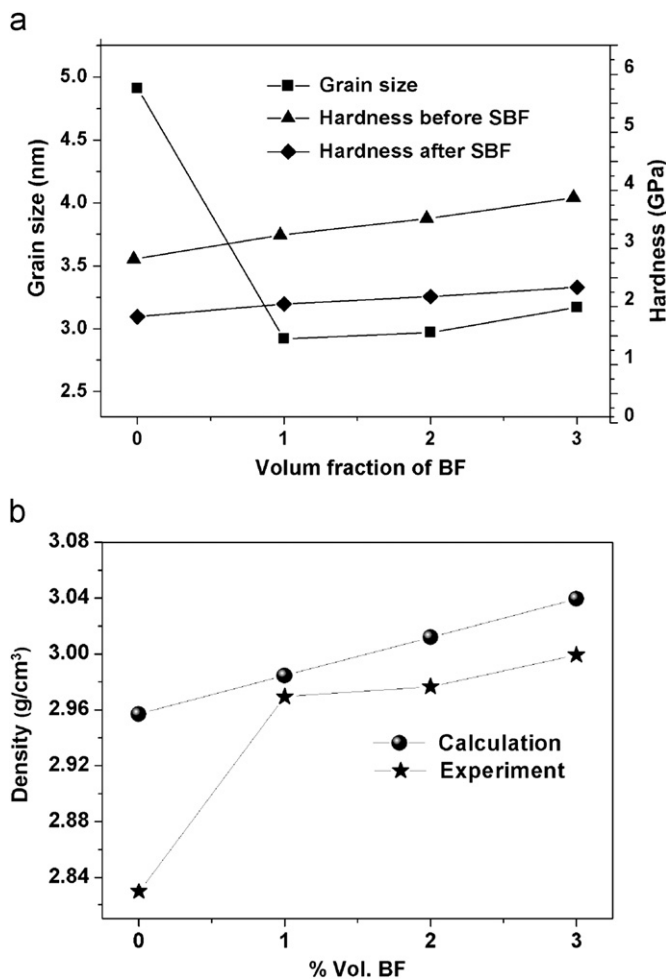 a
Grain size (nm)
5.0
4.5
4.0
3.5
3.0
2.5
Grain size
Hardness before SBF
Hardness after SBF
6
5
4
3
2
1
0
Hardness (GPa)
0 1 2 3
Volum fraction of BF
b
Density (g/cm³)
3.08
3.04
3.00
2.96
2.92
2.88
2.84
Calculation
Experiment
0 1 2 3
% Vol. BF